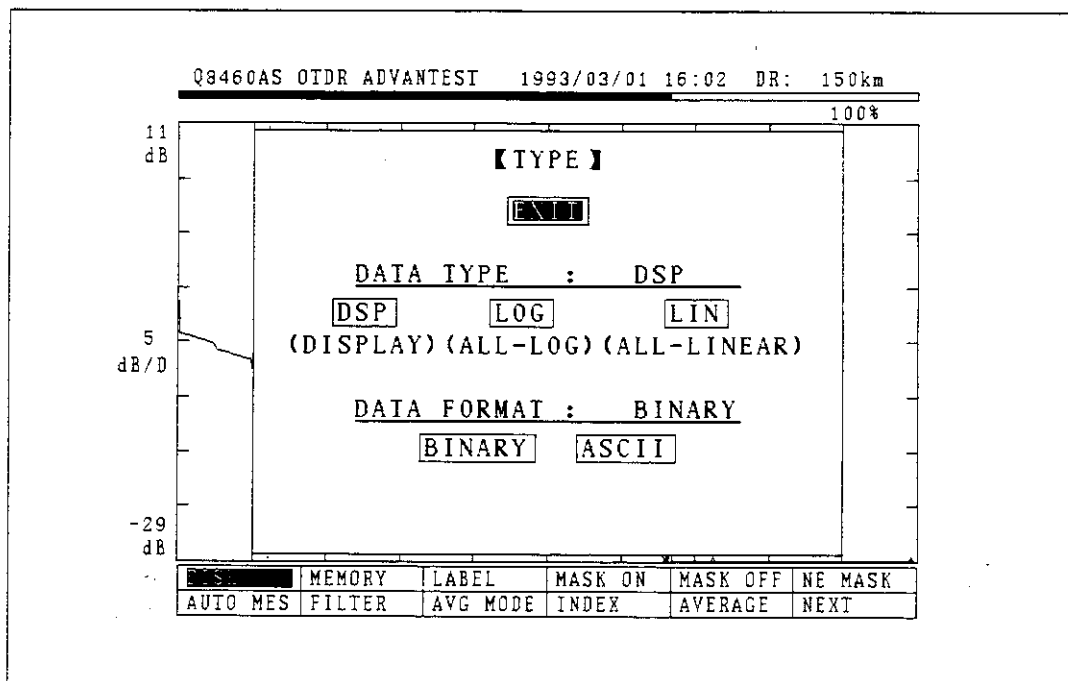 Q8460AS OTDR ADVANTEST 1993/03/01 16:02 DR: 150km
100%
11
dB
【TYPE】
EXIT
DATA TYPE : DSP
DSP LOG LIN
(DISPLAY) (ALL-LOG) (ALL-LINEAR)
5
dB/D
DATA FORMAT : BINARY
BINARY ASCII
-29
dB
DISK MEMORY LABEL MASK ON MASK OFF NE MASK
AUTO MES FILTER AVG MODE INDEX AVERAGE NEXT